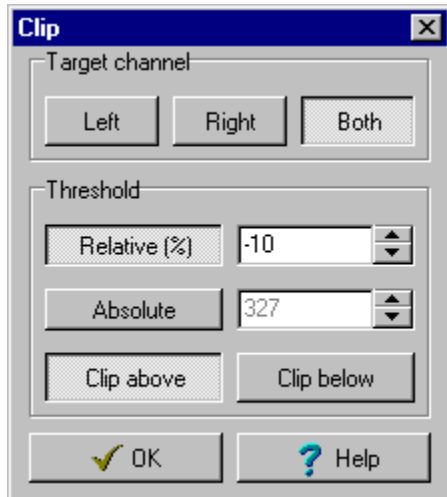 Clip
Target channel
Left Right Both
Threshold
Relative (%) -10
Absolute 327
Clip above Clip below
OK Help